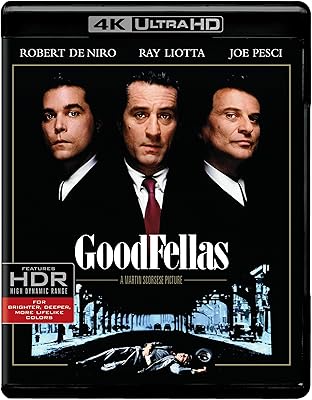 4K ULTRA HD
ROBERT DE NIRO RAY LIOTTA JOE PESCI
GOODFELLAS
A MARTIN SCORSESE PICTURE
FEATURES
HDR
HIGH DYNAMIC RANGE
FOR
BRIGHTER, DEEPER,
MORE LIFELIKE
COLORS